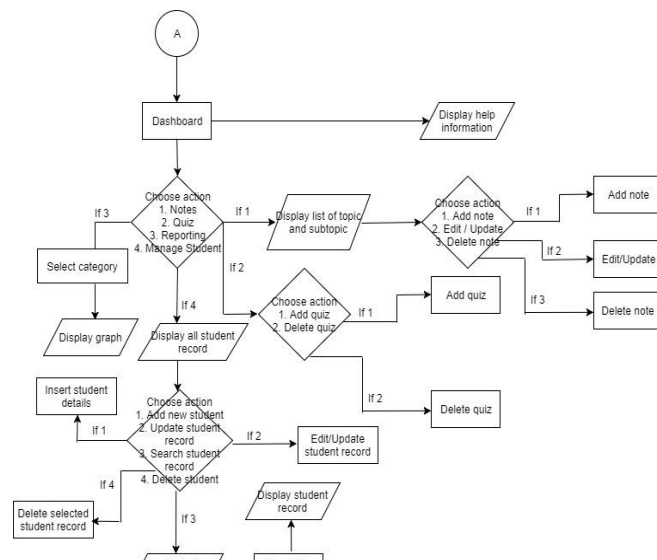 A
Dashboard
Display help
information
Choose action
1. Notes
2. Quiz
3. Reporting
4. Manage Student
If 3
If 1
If 2
If 4
Display list of topic
and subtopic
Choose action
1. Add note
2. Edit / Update
3. Delete note
If 1
Add note
If 2
Edit/Update
If 3
Delete note
Select category
Display graph
Choose action
1. Add quiz
2. Delete quiz
If 1
Add quiz
If 2
Delete quiz
Display all student
record
Choose action
1. Add new student
2. Update student
record
3. Search student
record
4. Delete student
Insert student
details
If 1
If 2
Edit/Update
student record
If 4
Delete selected
student record
If 3
Display student
record